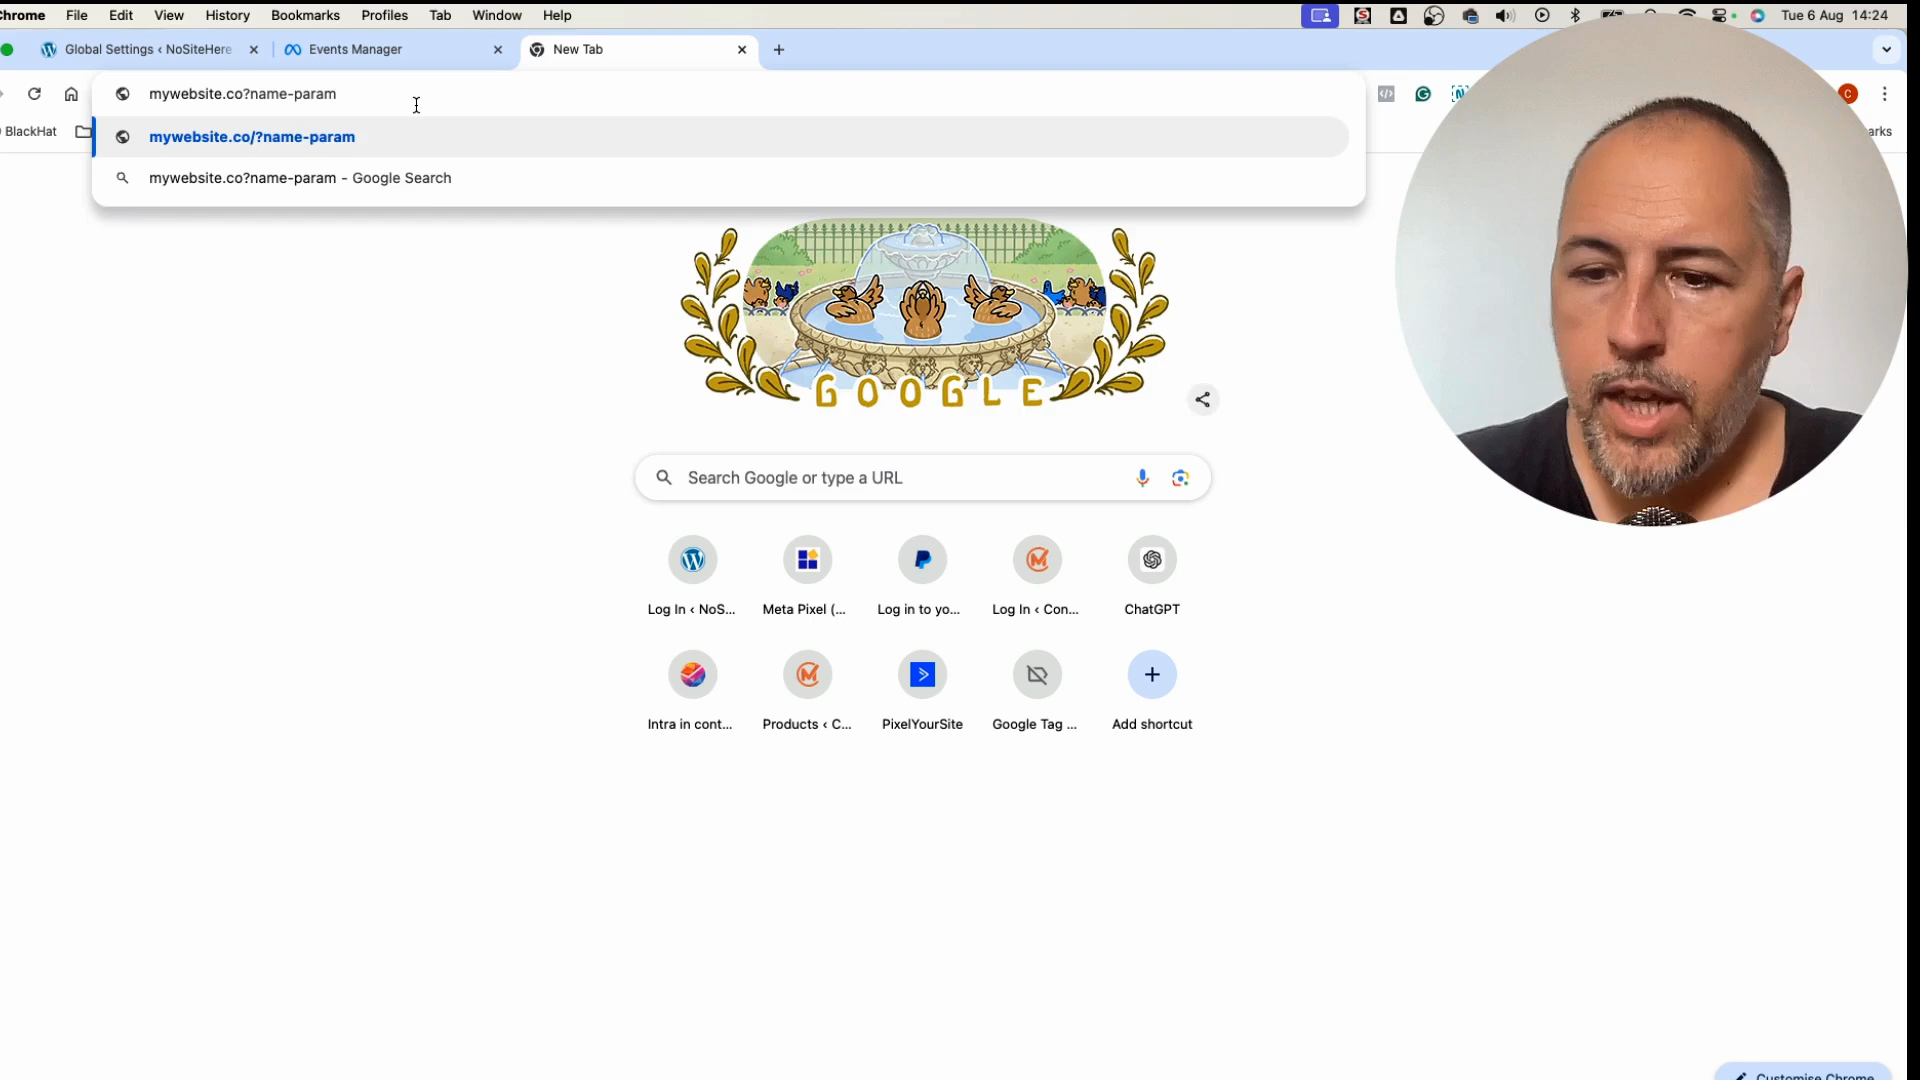 Chrome File Edit View History Bookmarks Profiles Tab Window Help Tue 6 Aug 14:24
Global Settings ‹ NoSiteHere Events Manager New Tab
mywebsite.co?name-param
BlackHat
mywebsite.co/?name-param
mywebsite.co?name-param - Google Search
GOOGLE
Search Google or type a URL
Log In ‹ NoS... Meta Pixel (... Log in to yo... Log In ‹ Con... ChatGPT
Intra in cont... Products ‹ C... PixelYourSite Google Tag ... Add shortcut
Customise Chrome